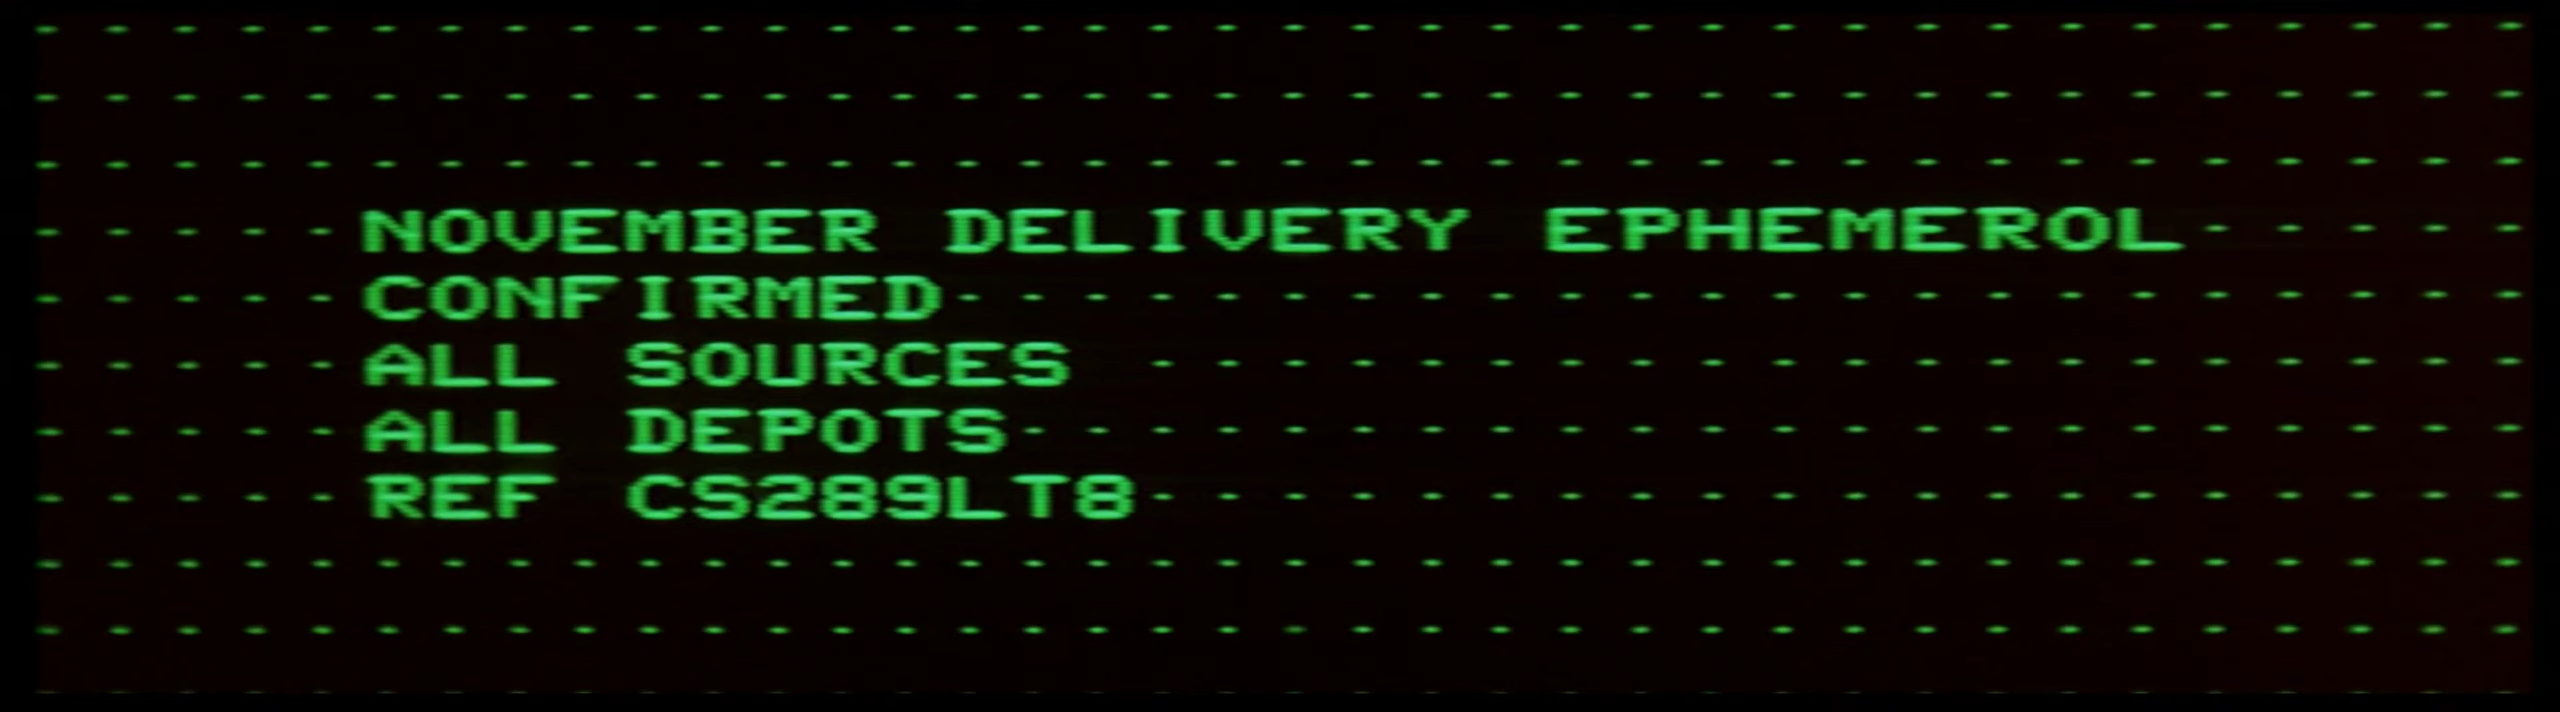 NOVEMBER DELIVERY EPHEMEROL
CONFIRMED
ALL SOURCES
ALL DEPOTS
REF CS289LT8